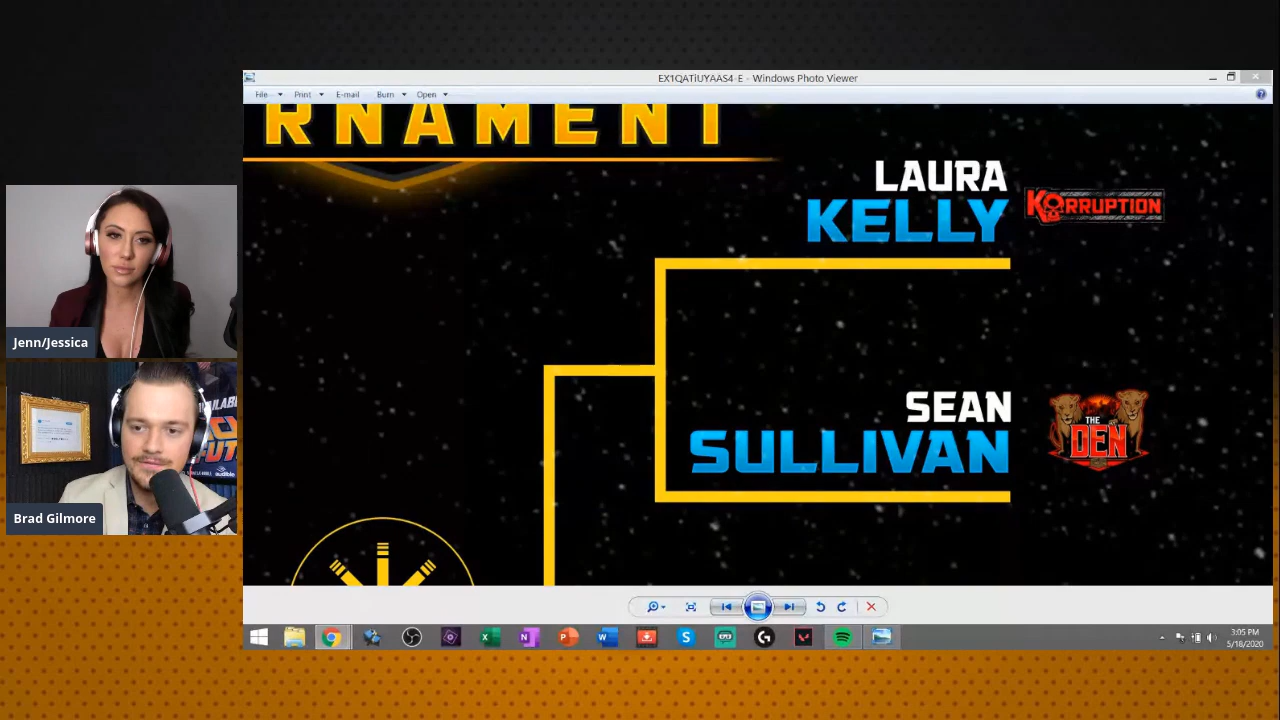 EX1QATiUYAAS4-E - Windows Photo Viewer
File Print E-mail Burn Open
RNAMENT
LAURA
KELLY
KORRUPTION
SEAN
SULLIVAN
THE
DEN
Jenn/Jessica
Brad Gilmore
audible
3:05 PM
5/18/2020